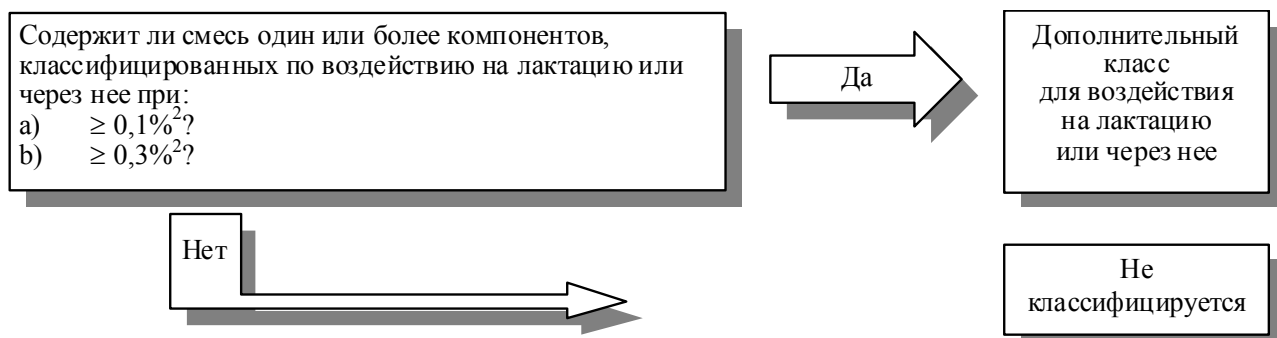 Содержит ли смесь один или более компонентов,
классифицированных по воздействию на лактацию или
через нее при:
a) ≥ 0,1%²?
b) ≥ 0,3%²?
Да
Дополнительный
класс
для воздействия
на лактацию
или через нее
Нет
Не
классифицируется